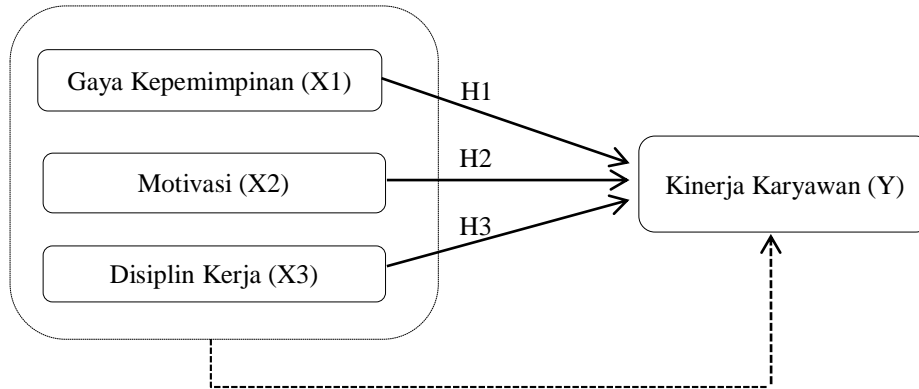 Gaya Kepemimpinan (X1)
H1
Motivasi (X2)
H2
Kinerja Karyawan (Y)
H3
Disiplin Kerja (X3)